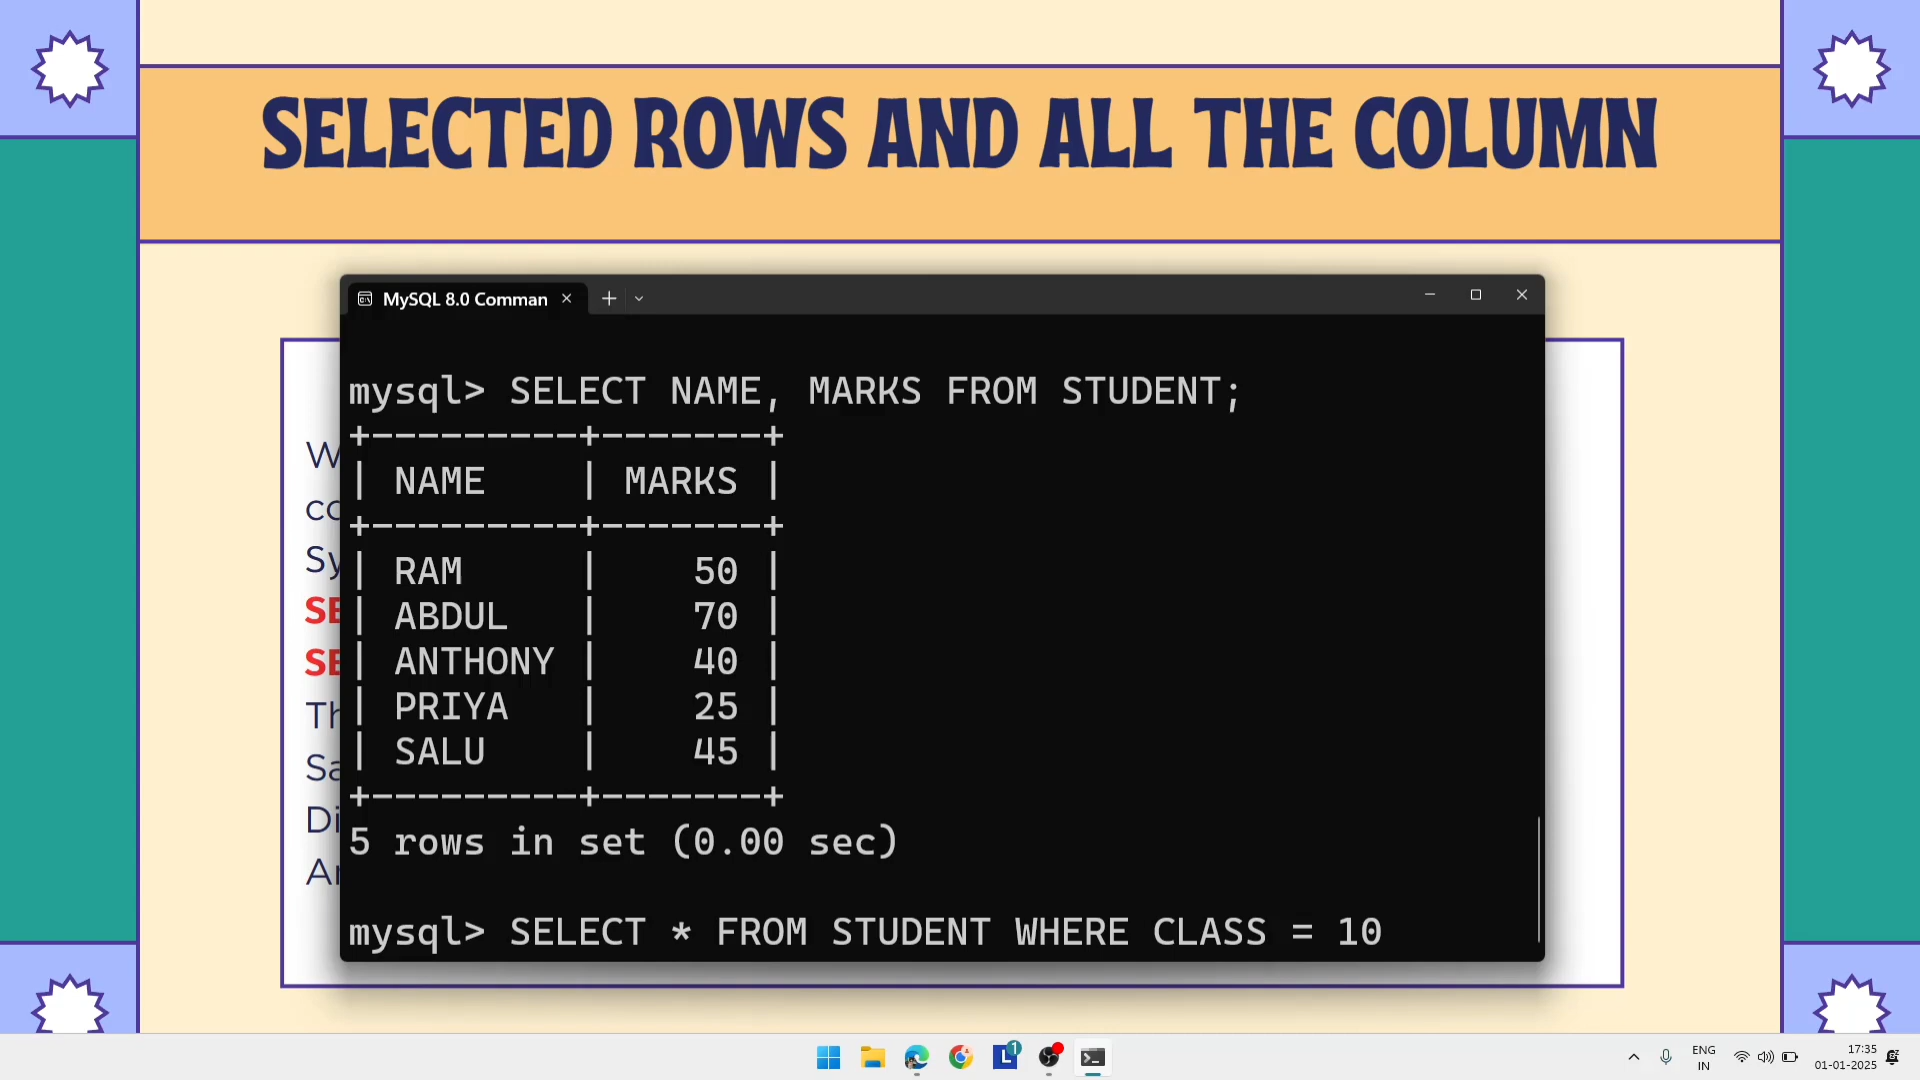 SELECTED ROWS AND ALL THE COLUMN
MySQL 8.0 Comman
mysql> SELECT NAME, MARKS FROM STUDENT;
+---------+-------+
| NAME    | MARKS |
+---------+-------+
| RAM     |    50 |
| ABDUL   |    70 |
| ANTHONY |    40 |
| PRIYA   |    25 |
| SALU    |    45 |
+---------+-------+
5 rows in set (0.00 sec)
mysql> SELECT * FROM STUDENT WHERE CLASS = 10
L 1
ENG
IN
17:35
01-01-2025